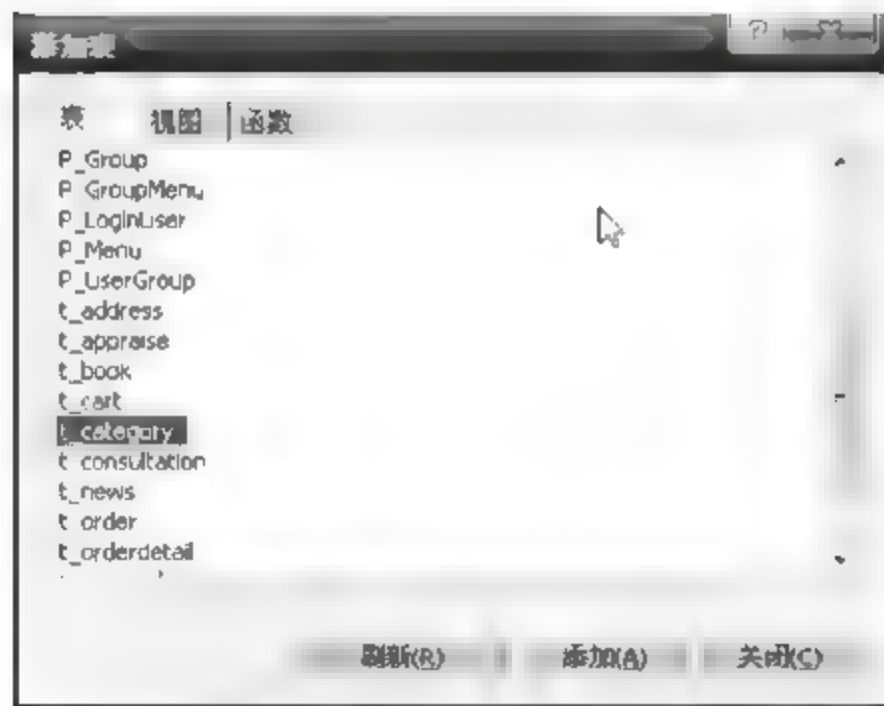 添加表
?
表 视图 函数
P_Group
P_GroupMenu
P_LoginUser
P_Menu
P_UserGroup
t_address
t_appraise
t_book
t_cart
t_category
t_consultation
t_news
t_order
t_orderdetail
刷新(R) 添加(A) 关闭(C)